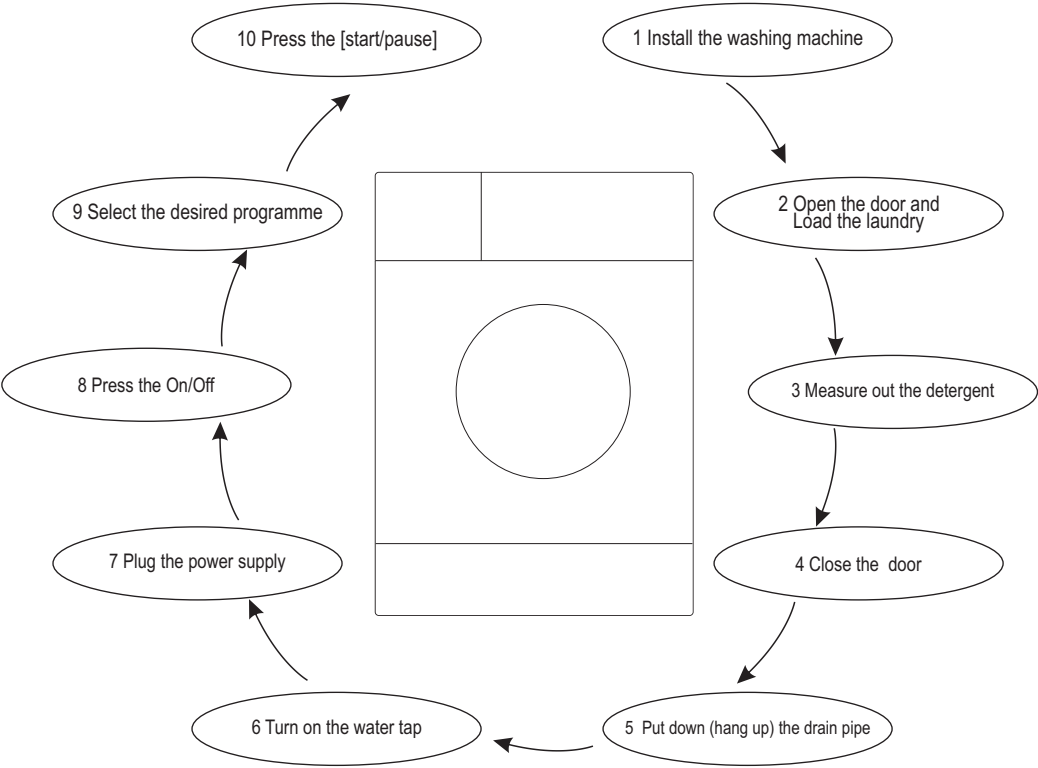 1 Install the washing machine
2 Open the door and
Load the laundry
3 Measure out the detergent
4 Close the door
5 Put down (hang up) the drain pipe
6 Turn on the water tap
7 Plug the power supply
8 Press the On/Off
9 Select the desired programme
10 Press the [start/pause]